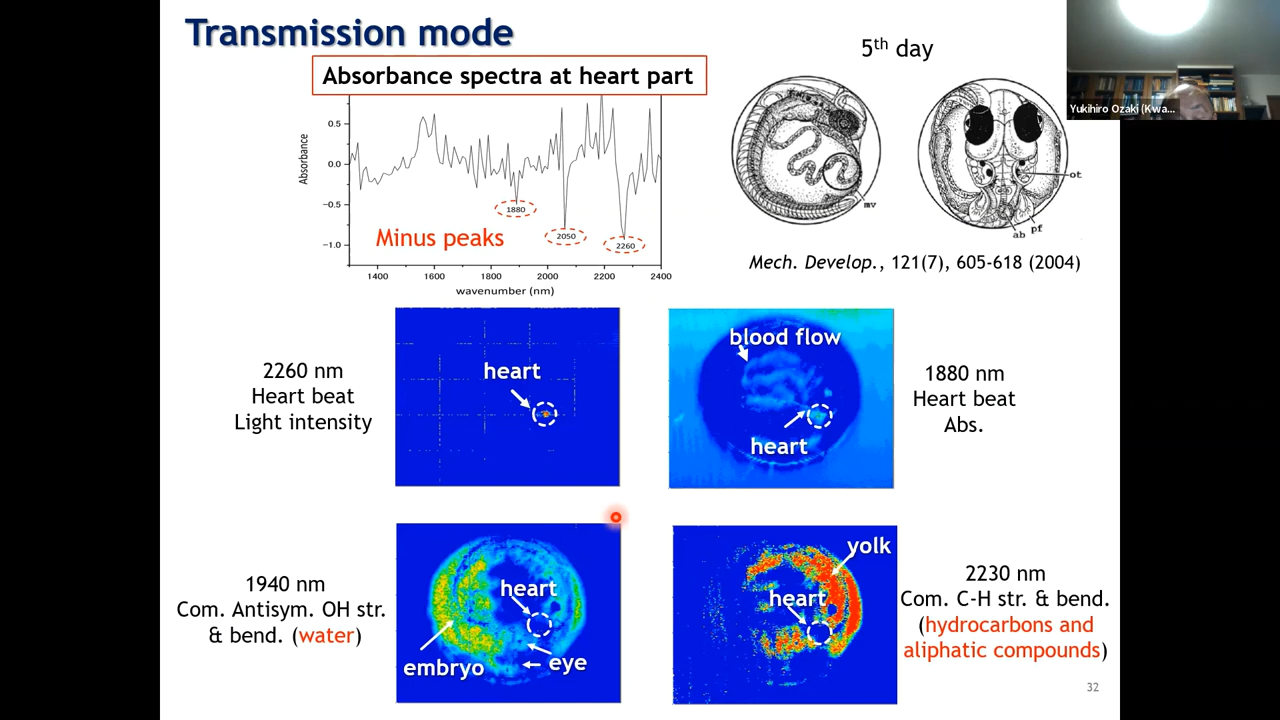 Transmission mode
Absorbance spectra at heart part
5th day
Yukihiro Ozaki (Kwa...
Absorbance
0.5
0.0
−0.5
−1.0
1880
2050
2260
Minus peaks
1400 1600 1800 2000 2200 2400
wavenumber (nm)
mv
ot
pf
ab
Mech. Develop., 121(7), 605-618 (2004)
2260 nm
Heart beat
Light intensity
heart
blood flow
heart
1880 nm
Heart beat
Abs.
1940 nm
Com. Antisym. OH str.
& bend. (water)
heart
embryo
eye
yolk
heart
2230 nm
Com. C-H str. & bend.
(hydrocarbons and
aliphatic compounds)
32